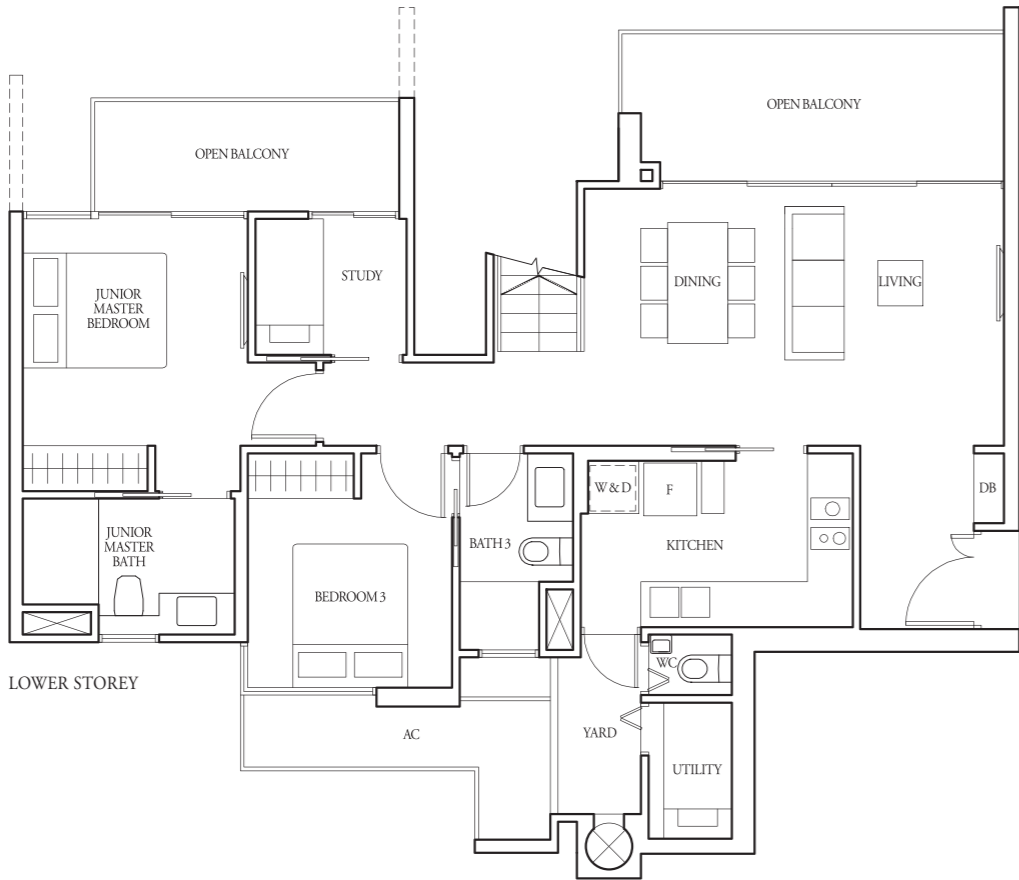 OPEN BALCONY
OPEN BALCONY
STUDY
DINING
LIVING
JUNIOR
MASTER
BEDROOM
W & D
F
DB
JUNIOR
MASTER
BATH
BATH 3
KITCHEN
BEDROOM 3
WC
LOWER STOREY
AC
YARD
UTILITY